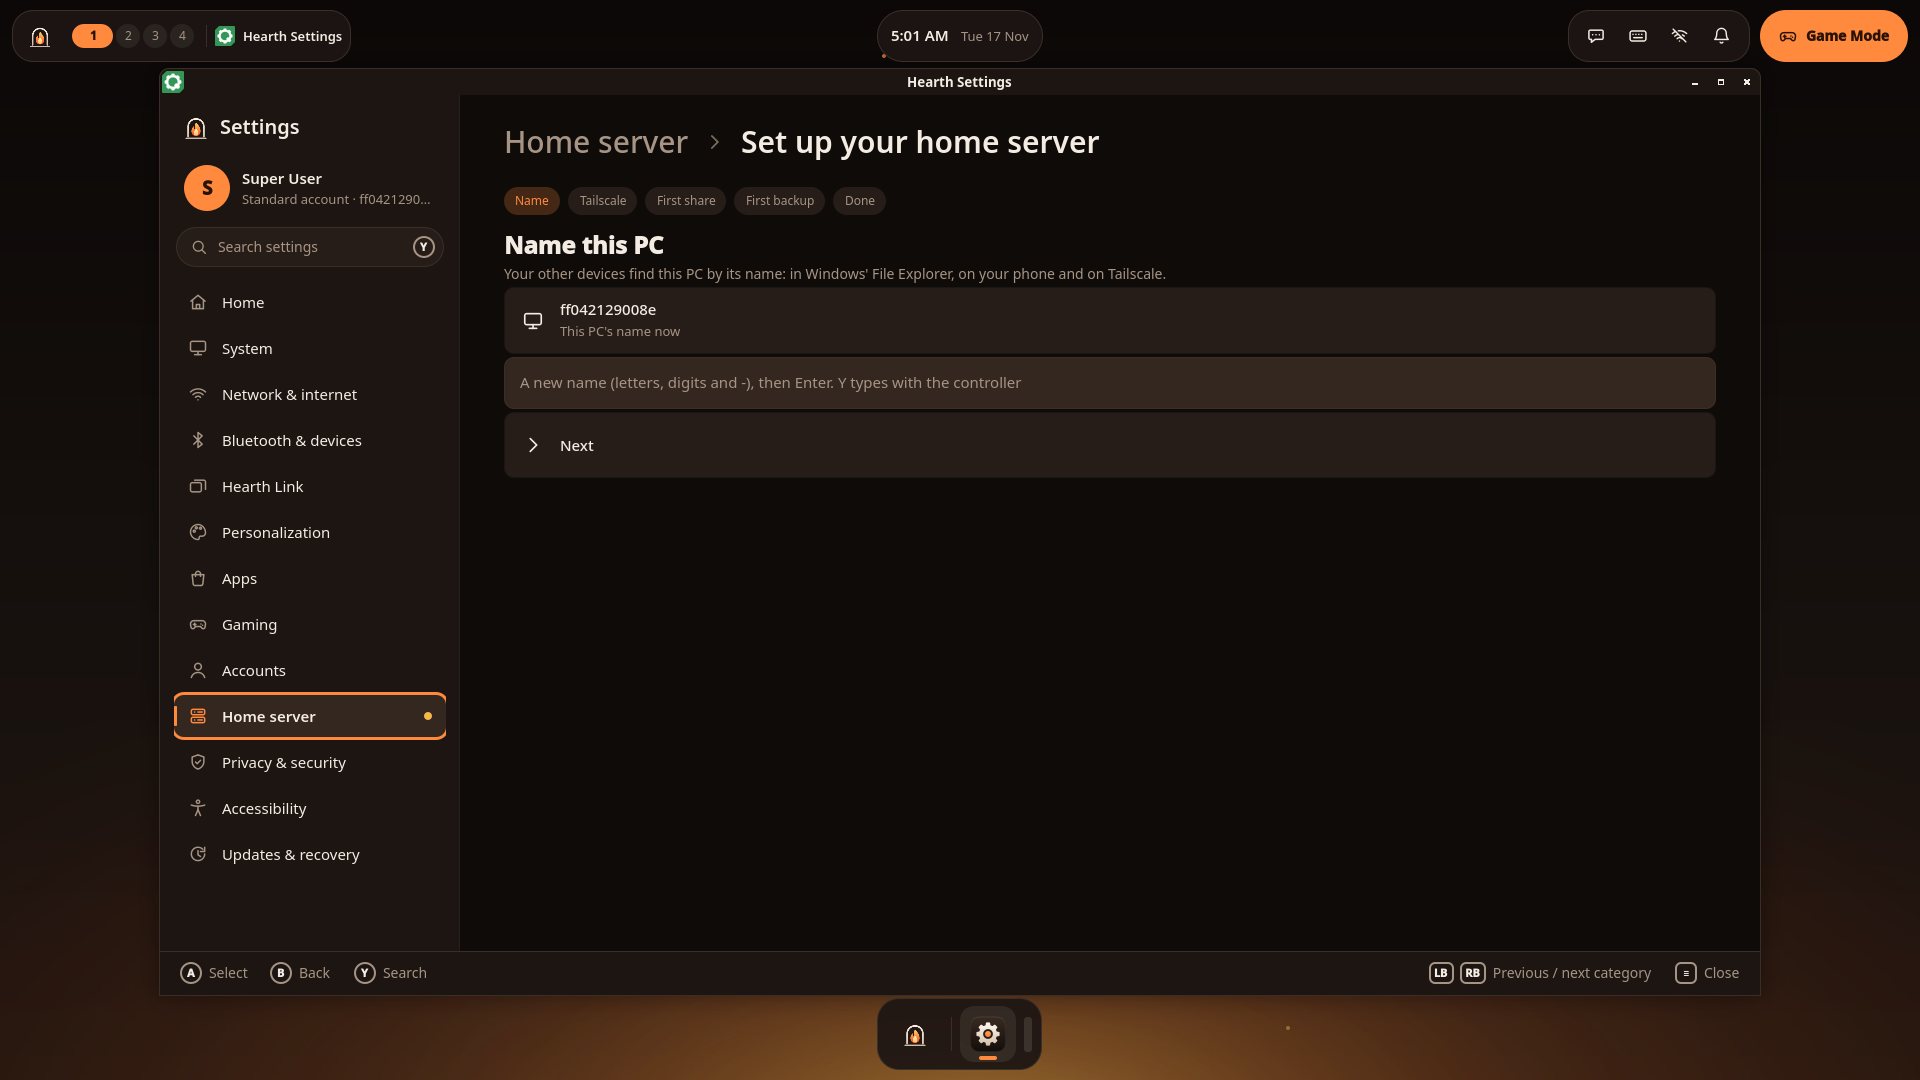 1 2 3 4 Hearth Settings
5:01 AM Tue 17 Nov
Game Mode
Hearth Settings
Settings
S
Super User
Standard account · ff0421290...
Search settings Y
Home
System
Network & internet
Bluetooth & devices
Hearth Link
Personalization
Apps
Gaming
Accounts
Home server
Privacy & security
Accessibility
Updates & recovery
Home server > Set up your home server
Name Tailscale First share First backup Done
Name this PC
Your other devices find this PC by its name: in Windows' File Explorer, on your phone and on Tailscale.
ff042129008e
This PC's name now
A new name (letters, digits and -), then Enter. Y types with the controller
Next
A Select B Back Y Search
LB RB Previous / next category ≡ Close